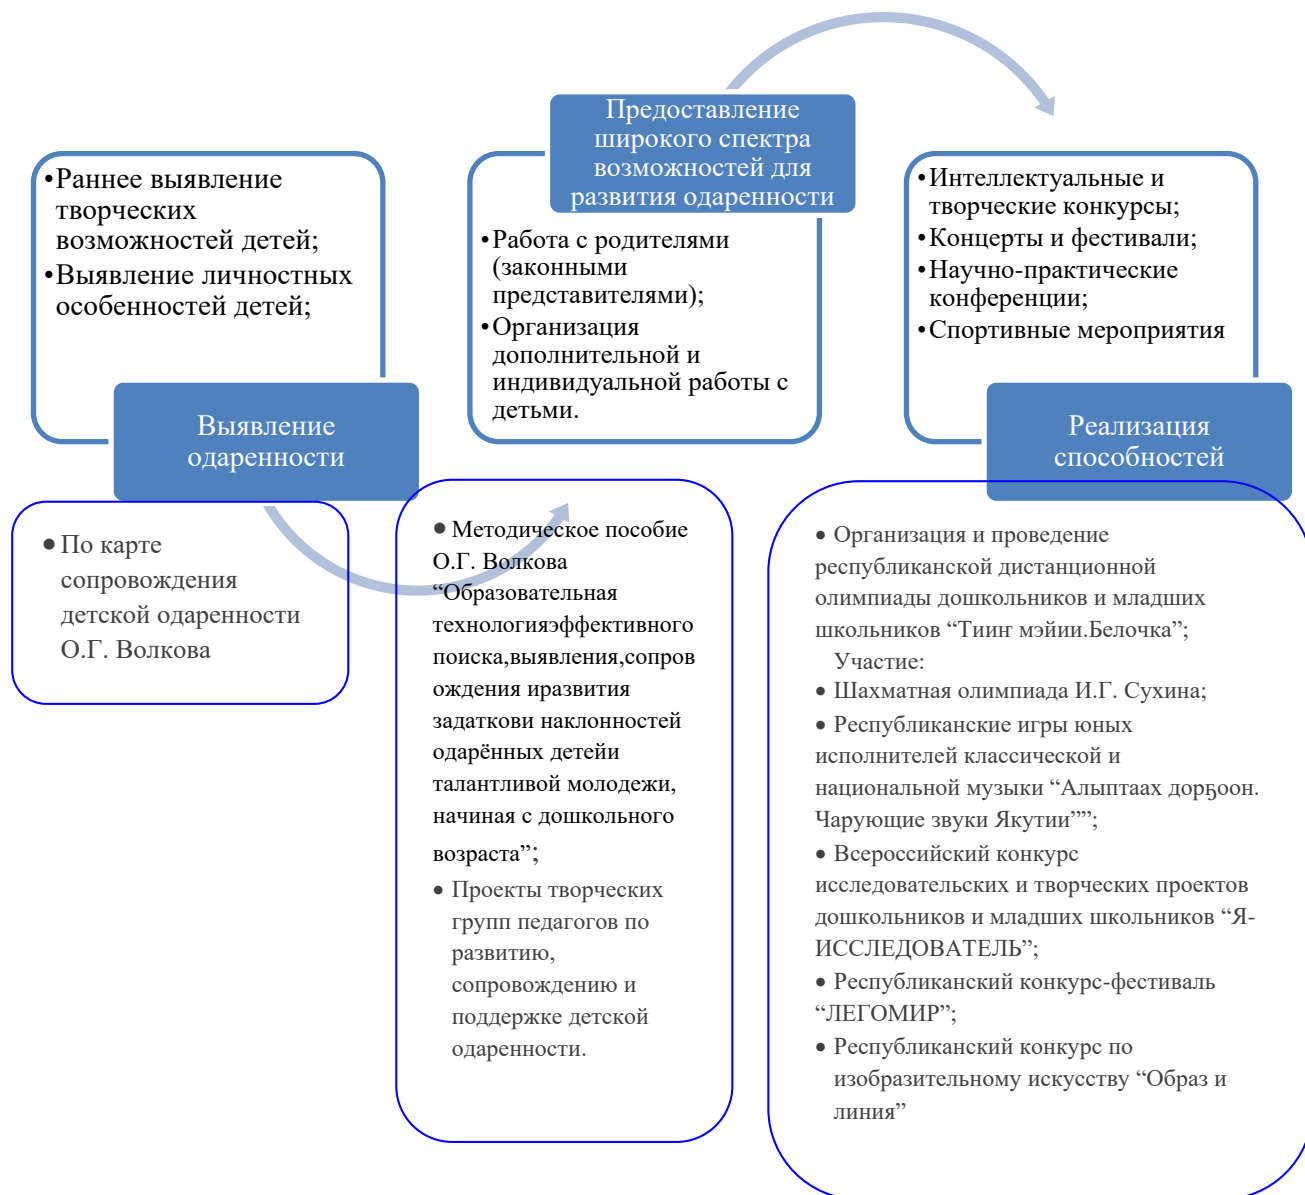 •Раннее выявление
творческих
возможностей детей;
•Выявление личностных
особенностей детей;
Выявление
одаренности
• По карте
сопровождения
детской одаренности
О.Г. Волкова
Предоставление
широкого спектра
возможностей для
развития одаренности
•Работа с родителями
(законными
представителями);
•Организация
дополнительной и
индивидуальной работы с
детьми.
• Методическое пособие
О.Г. Волкова
“Образовательная
технологияэффективного
поиска,выявления,сопров
ождения иразвития
задаткови наклонностей
одарённых детейи
талантливой молодежи,
начиная с дошкольного
возраста”;
• Проекты творческих
групп педагогов по
развитию,
сопровождению и
поддержке детской
одаренности.
•Интеллектуальные и
творческие конкурсы;
•Концерты и фестивали;
•Научно-практические
конференции;
•Спортивные мероприятия
Реализация
способностей
• Организация и проведение
республиканской дистанционной
олимпиады дошкольников и младших
школьников “Тииҥ мэйии.Белочка”;
Участие:
• Шахматная олимпиада И.Г. Сухина;
• Республиканские игры юных
исполнителей классической и
национальной музыки “Алыптаах дорҕоон.
Чарующие звуки Якутии””;
• Всероссийский конкурс
исследовательских и творческих проектов
дошкольников и младших школьников “Я-
ИССЛЕДОВАТЕЛЬ”;
• Республиканский конкурс-фестиваль
“ЛЕГОМИР”;
• Республиканский конкурс по
изобразительному искусству “Образ и
линия”